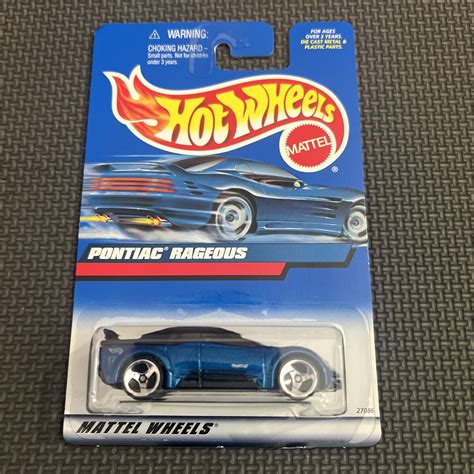 WARNING:
CHOKING HAZARD–
Small parts. Not for children
under 3 years.
FOR AGES
OVER 3 YEARS.
DIE CAST METAL &
PLASTIC PARTS.
HOT WHEELS
®
MATTEL
®
PONTIAC® RAGEOUS
27086
MATTEL WHEELS